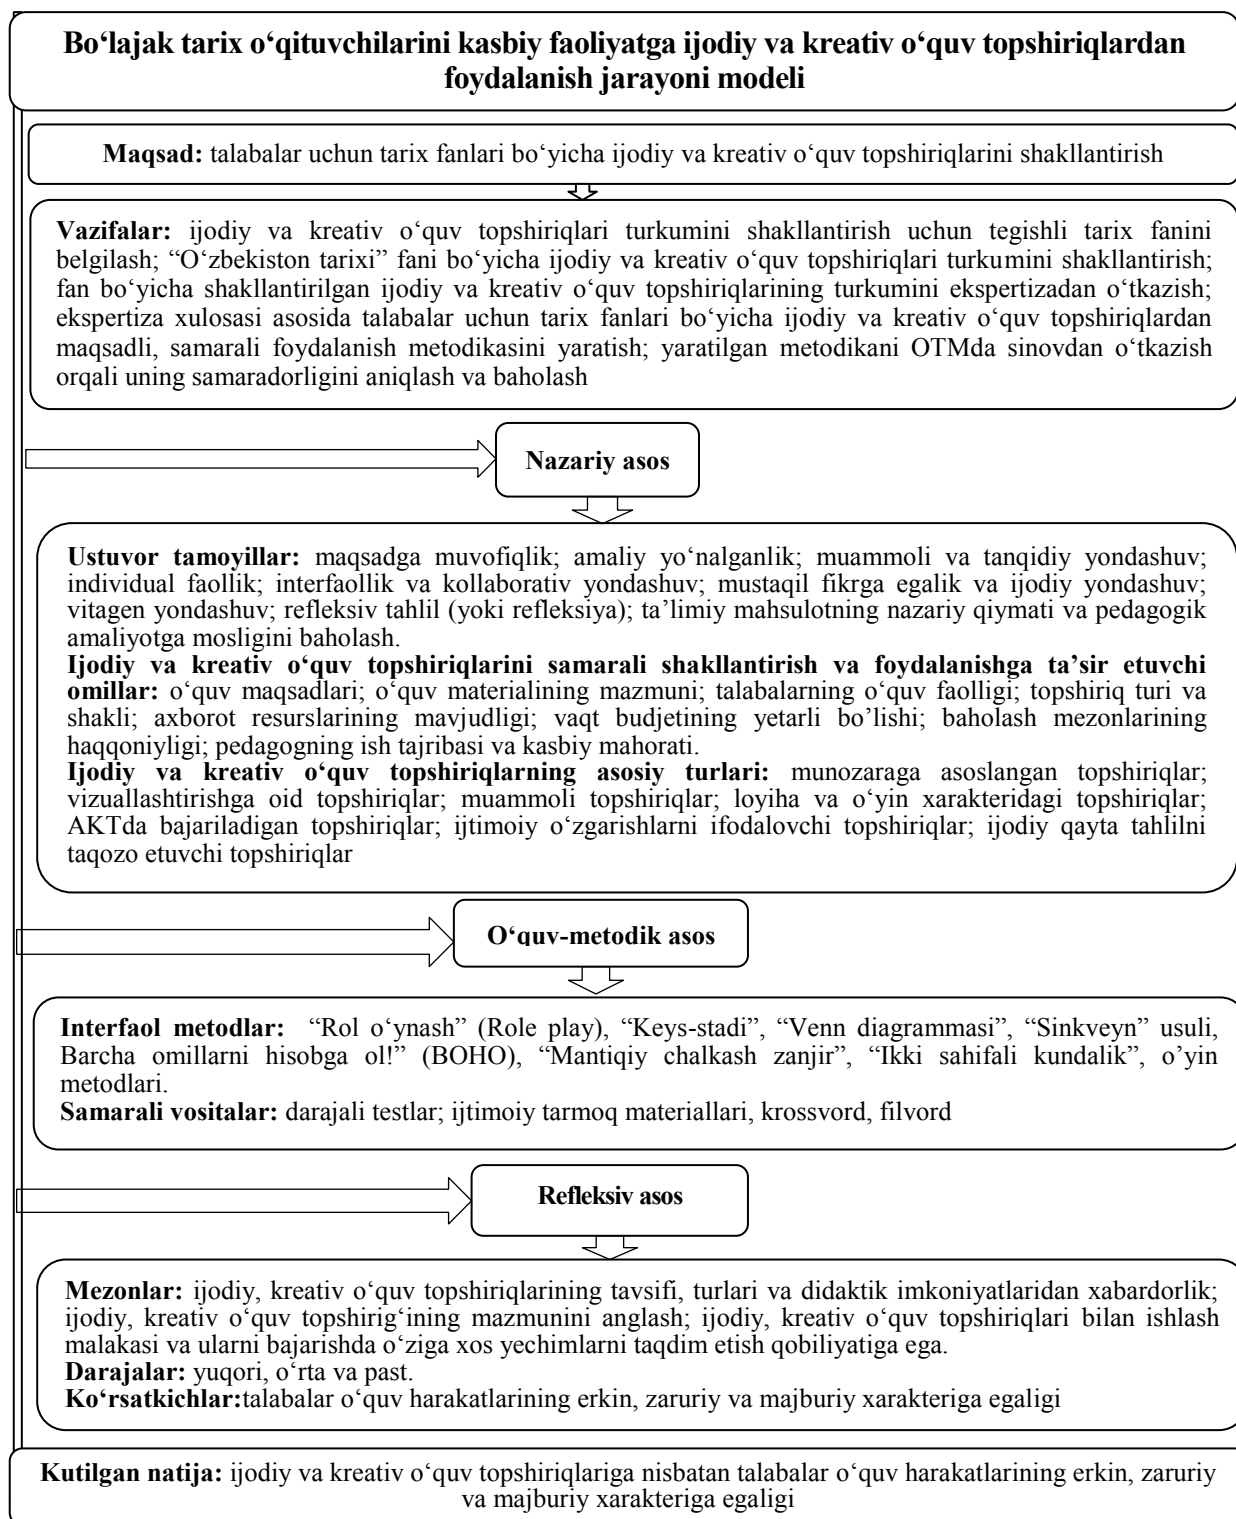 Bo‘lajak tarix o‘qituvchilarini kasbiy faoliyatga ijodiy va kreativ o‘quv topshiriqlardan
foydalanish jarayoni modeli
Maqsad: talabalar uchun tarix fanlari bo‘yicha ijodiy va kreativ o‘quv topshiriqlarini shakllantirish
Vazifalar: ijodiy va kreativ o‘quv topshiriqlari turkumini shakllantirish uchun tegishli tarix fanini
belgilash; “O‘zbekiston tarixi” fani bo‘yicha ijodiy va kreativ o‘quv topshiriqlari turkumini shakllantirish;
fan bo‘yicha shakllantirilgan ijodiy va kreativ o‘quv topshiriqlarining turkumini ekspertizadan o‘tkazish;
ekspertiza xulosasi asosida talabalar uchun tarix fanlari bo‘yicha ijodiy va kreativ o‘quv topshiriqlardan
maqsadli, samarali foydalanish metodikasini yaratish; yaratilgan metodikani OTMda sinovdan o‘tkazish
orqali uning samaradorligini aniqlash va baholash
Nazariy asos
Ustuvor tamoyillar: maqsadga muvofiqlik; amaliy yo‘nalganlik; muammoli va tanqidiy yondashuv;
individual faollik; interfaollik va kollaborativ yondashuv; mustaqil fikrga egalik va ijodiy yondashuv;
vitagen yondashuv; refleksiv tahlil (yoki refleksiya); ta’limiy mahsulotning nazariy qiymati va pedagogik
amaliyotga mosligini baholash.
Ijodiy va kreativ o‘quv topshiriqlarini samarali shakllantirish va foydalanishga ta’sir etuvchi
omillar: o‘quv maqsadlari; o‘quv materialining mazmuni; talabalarning o‘quv faolligi; topshiriq turi va
shakli; axborot resurslarining mavjudligi; vaqt budjetining yetarli bo‘lishi; baholash mezonlarining
haqqoniyligi; pedagogning ish tajribasi va kasbiy mahorati.
Ijodiy va kreativ o‘quv topshiriqlarning asosiy turlari: munozaraga asoslangan topshiriqlar;
vizuallashtirishga oid topshiriqlar; muammoli topshiriqlar; loyiha va o‘yin xarakteridagi topshiriqlar;
AKTda bajariladigan topshiriqlar; ijtimoiy o‘zgarishlarni ifodalovchi topshiriqlar; ijodiy qayta tahlilni
taqozo etuvchi topshiriqlar
O‘quv-metodik asos
Interfaol metodlar: “Rol o‘ynash” (Role play), “Keys-stadi”, “Venn diagrammasi”, “Sinkveyn” usuli,
Barcha omillarni hisobga ol!” (BOHO), “Mantiqiy chalkash zanjir”, “Ikki sahifali kundalik”, o’yin
metodlari.
Samarali vositalar: darajali testlar; ijtimoiy tarmoq materiallari, krossvord, filvord
Refleksiv asos
Mezonlar: ijodiy, kreativ o‘quv topshiriqlarining tavsifi, turlari va didaktik imkoniyatlaridan xabardorlik;
ijodiy, kreativ o‘quv topshirig‘ining mazmunini anglash; ijodiy, kreativ o‘quv topshiriqlari bilan ishlash
malakasi va ularni bajarishda o‘ziga xos yechimlarni taqdim etish qobiliyatiga ega.
Darajalar: yuqori, o‘rta va past.
Ko‘rsatkichlar:talabalar o‘quv harakatlarining erkin, zaruriy va majburiy xarakteriga egaligi
Kutilgan natija: ijodiy va kreativ o‘quv topshiriqlariga nisbatan talabalar o‘quv harakatlarining erkin, zaruriy
va majburiy xarakteriga egaligi